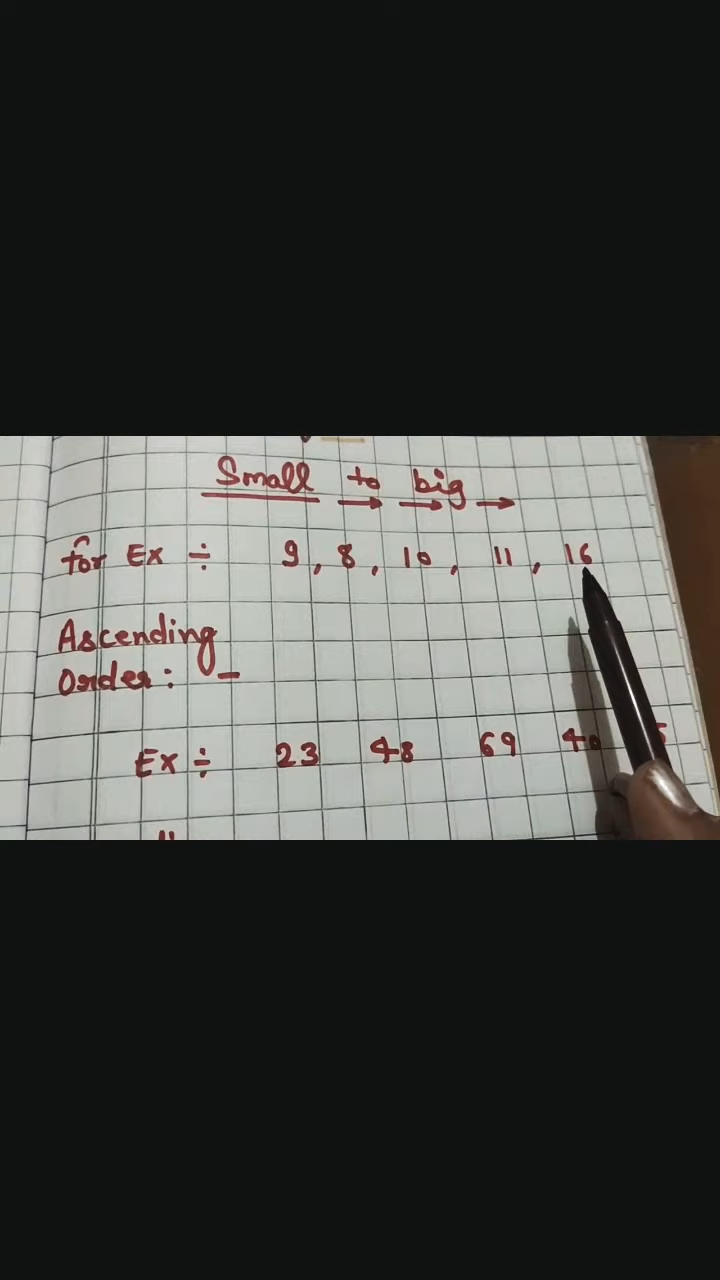 Small to big
for Ex ÷ 9, 8, 10, 11, 16
Ascending
Order: -
Ex ÷ 23 48 69